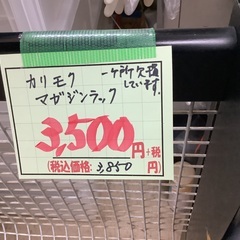 カリモク
マガジンラック
一ヶ所欠損
しています.
3,500円+税
(税込価格: 3,850円)